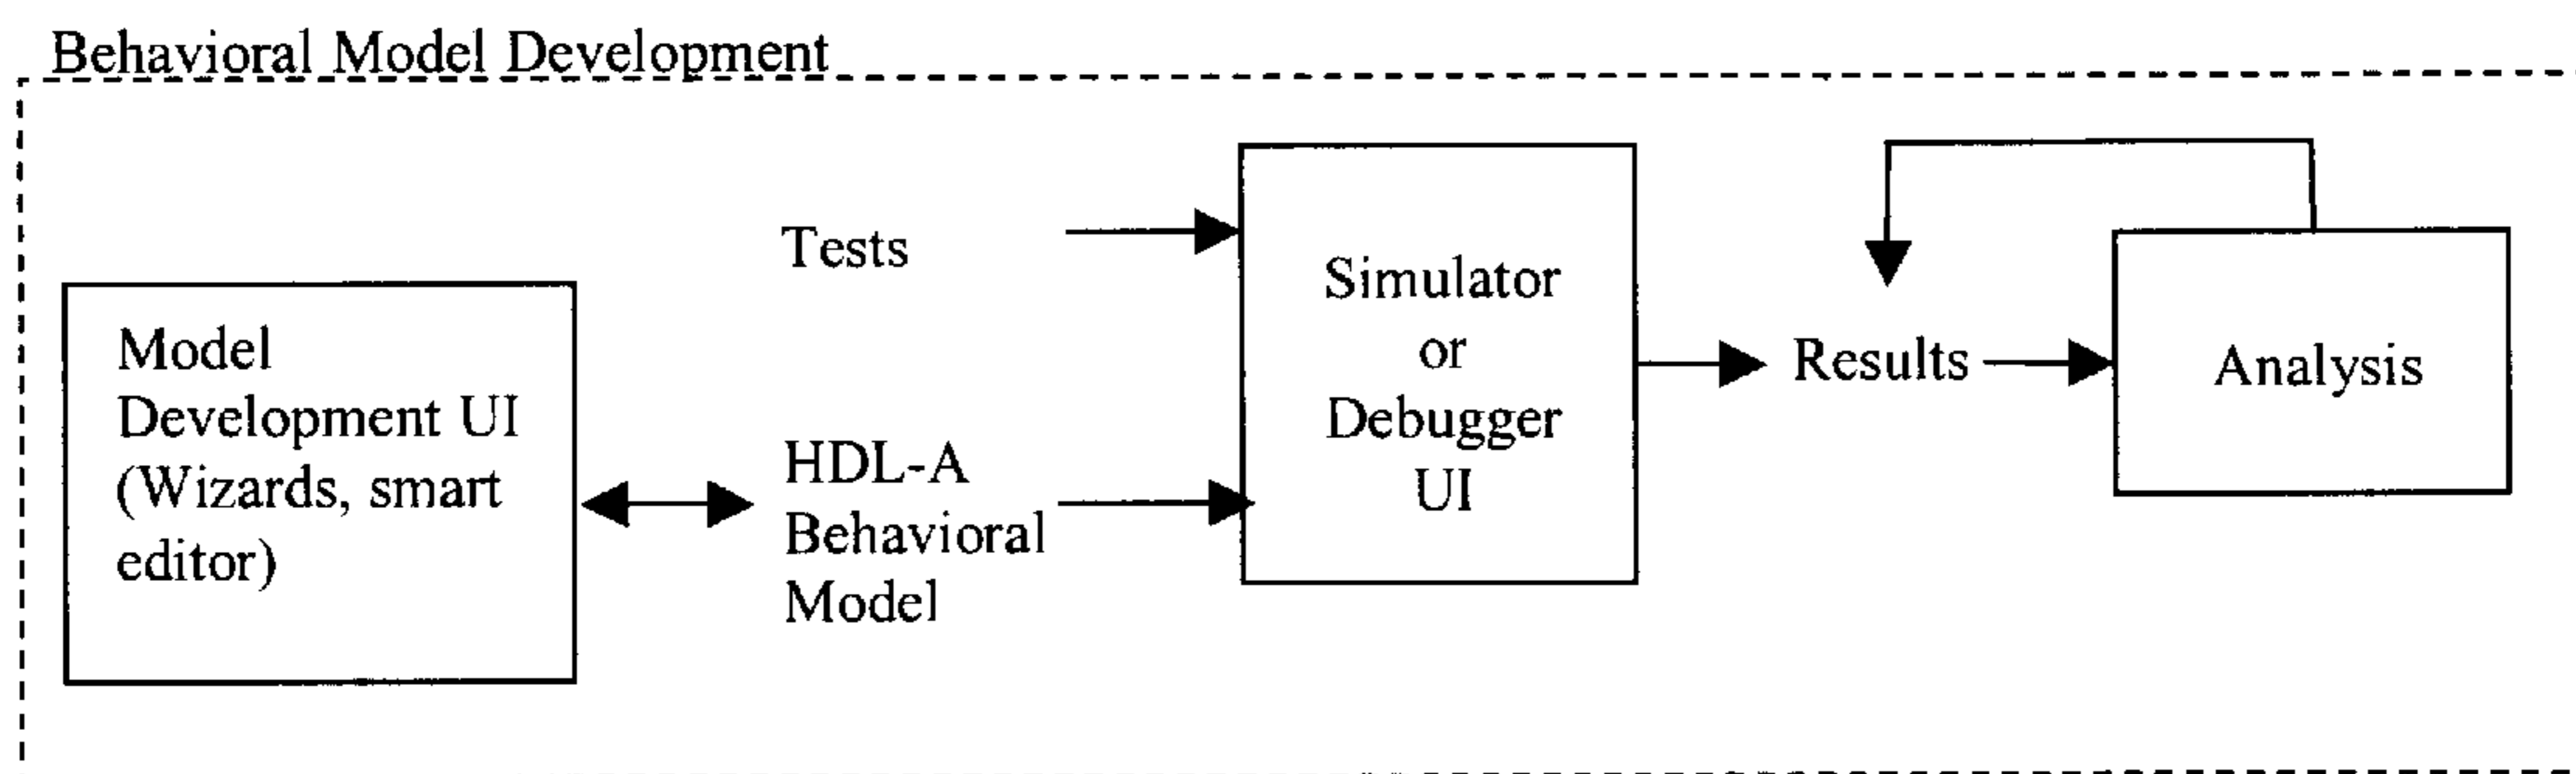 Behavioral Model Development
Model
Development UI
(Wizards, smart
editor)
Tests
HDL-A
Behavioral
Model
Simulator
or
Debugger
UI
Results
Analysis